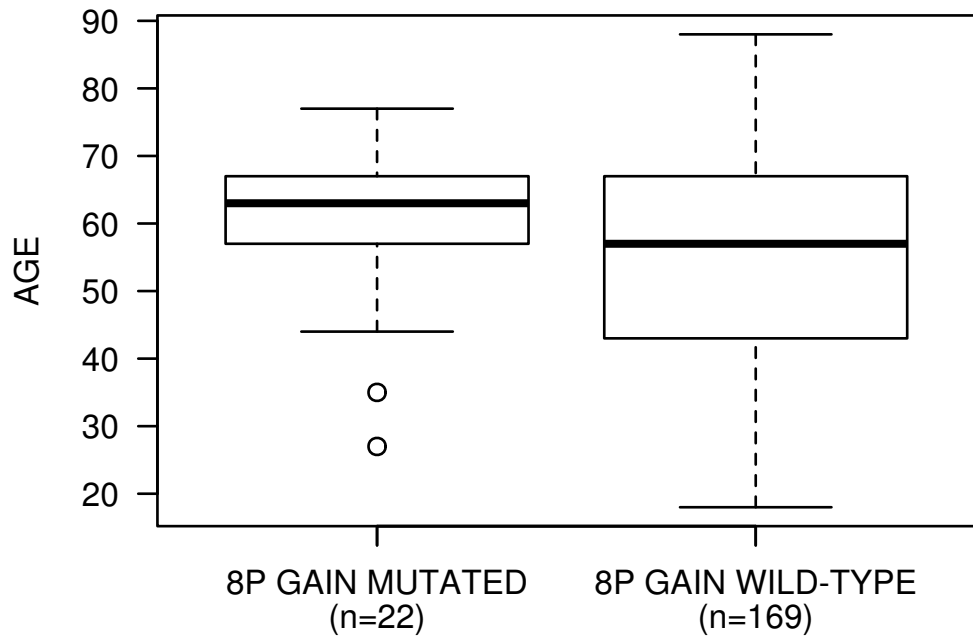 90
80
70
60
50
40
30
20
AGE
8P GAIN MUTATED
(n=22)
8P GAIN WILD-TYPE
(n=169)